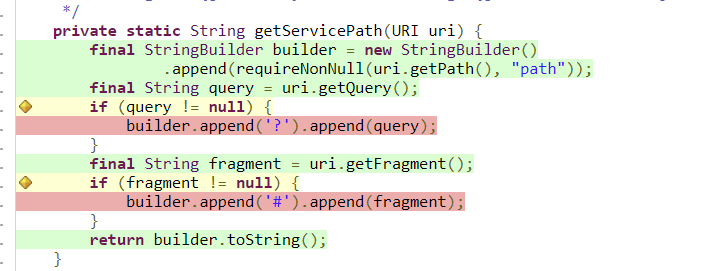 */
private static String getServicePath(URI uri) {
final StringBuilder builder = new StringBuilder()
.append(requireNonNull(uri.getPath(), "path"));
final String query = uri.getQuery();
if (query != null) {
builder.append('?').append(query);
}
final String fragment = uri.getFragment();
if (fragment != null) {
builder.append('#').append(fragment);
}
return builder.toString();
}